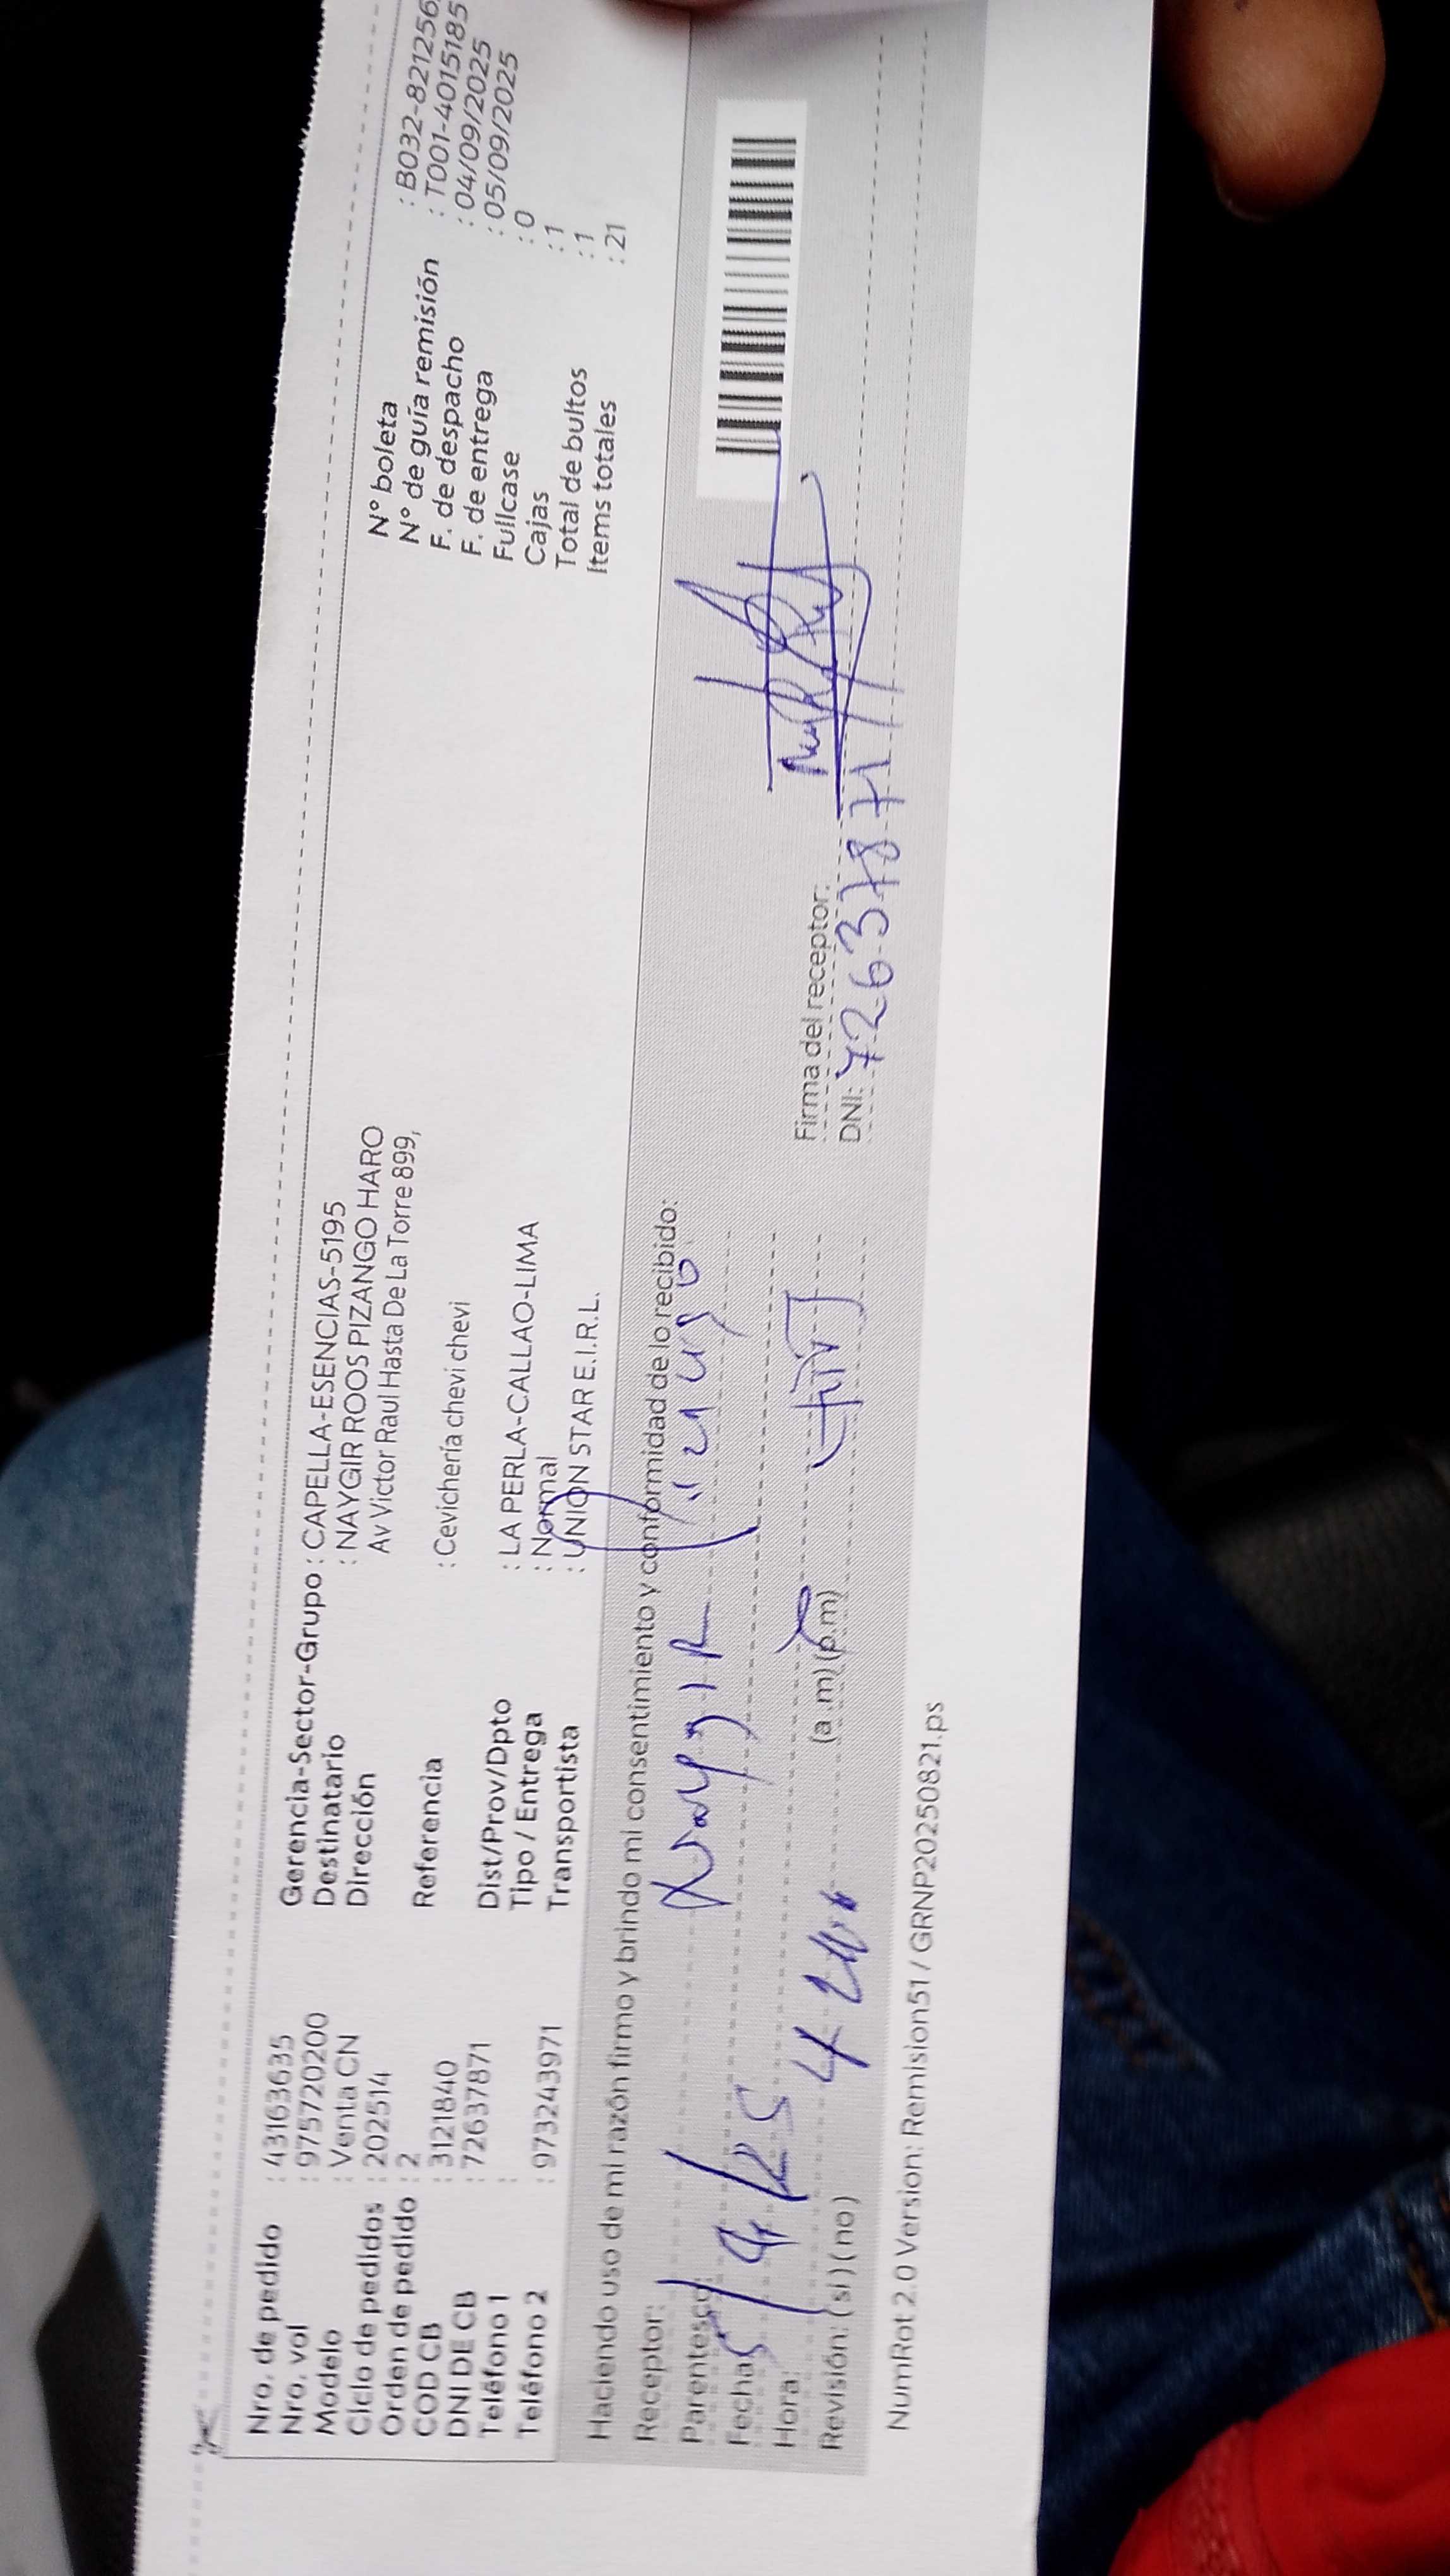 Nro. de pedido : 43163635
Nro. vol : 975720200
Modelo : Venta CN
Ciclo de pedidos : 202514
Orden de pedido : 2
COD CB : 3121840
DNI DE CB : 72637871
Teléfono 1 :
Teléfono 2 : 973243971
Gerencia-Sector-Grupo : CAPELLA-ESENCIAS-5195
Destinatario : NAYGIR ROOS PIZANGO HARO
Dirección Av Victor Raul Hasta De La Torre 899,
Referencia : Cevichería chevi chevi
Dist/Prov/Dpto : LA PERLA-CALLAO-LIMA
Tipo / Entrega : Normal
Transportista : UNION STAR E.I.R.L.
N° boleta : B032-821256
N° de guía remisión : T001-4015185
F. de despacho : 04/09/2025
F. de entrega : 05/09/2025
Fullcase : 0
Cajas : 1
Total de bultos : 1
Items totales : 21
Haciendo uso de mi razón firmo y brindo mi consentimiento y conformidad de lo recibido:
Receptor: Naygir
Parentesco:
Fecha: 5/9/25
Hora: 4 (a.m) (p.m)
Revisión: ( si ) ( no )
Firma del receptor:
DNI: 72637871
NumRot 2.0 Version: Remision51 / GRNP20250821.ps